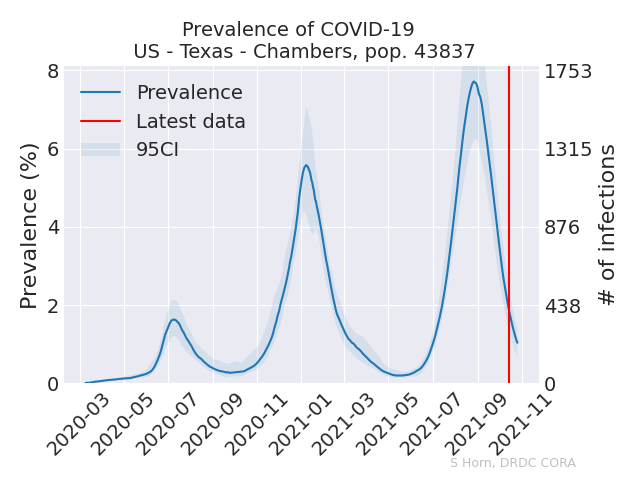 Prevalence of COVID-19
US - Texas - Chambers, pop. 43837
Prevalence
Latest data
95CI
Prevalence (%)
8
6
4
2
0
1753
1315
876
438
0
# of infections
2020-03
2020-05
2020-07
2020-09
2020-11
2021-01
2021-03
2021-05
2021-07
2021-09
2021-11
S Horn, DRDC CORA